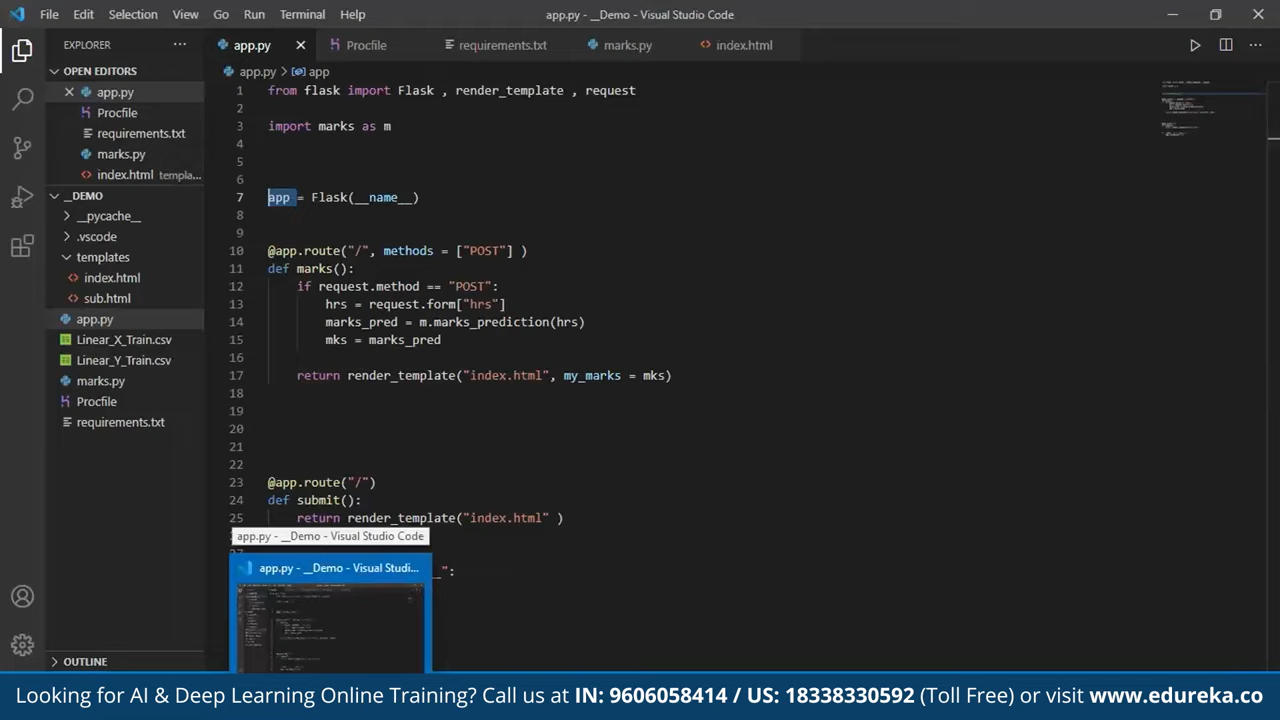 File Edit Selection View Go Run Terminal Help
app.py - __Demo - Visual Studio Code
EXPLORER
app.py
Procfile
requirements.txt
marks.py
index.html
OPEN EDITORS
app.py
Procfile
requirements.txt
marks.py
index.html templa...
__DEMO
__pycache__
.vscode
templates
index.html
sub.html
app.py
Linear_X_Train.csv
Linear_Y_Train.csv
marks.py
Procfile
requirements.txt
OUTLINE
app.py > app
1 from flask import Flask , render_template , request
2
3 import marks as m
4
5
6
7 app = Flask(__name__)
8
9
10 @app.route("/", methods = ["POST"] )
11 def marks():
12 if request.method == "POST":
13 hrs = request.form["hrs"]
14 marks_pred = m.marks_prediction(hrs)
15 mks = marks_pred
16
17 return render_template("index.html", my_marks = mks)
18
19
20
21
22
23 @app.route("/")
24 def submit():
25 return render_template("index.html" )
app.py - __Demo - Visual Studio Code
app.py - __Demo - Visual Studi...
__":
Looking for AI & Deep Learning Online Training? Call us at IN: 9606058414 / US: 18338330592 (Toll Free) or visit www.edureka.co